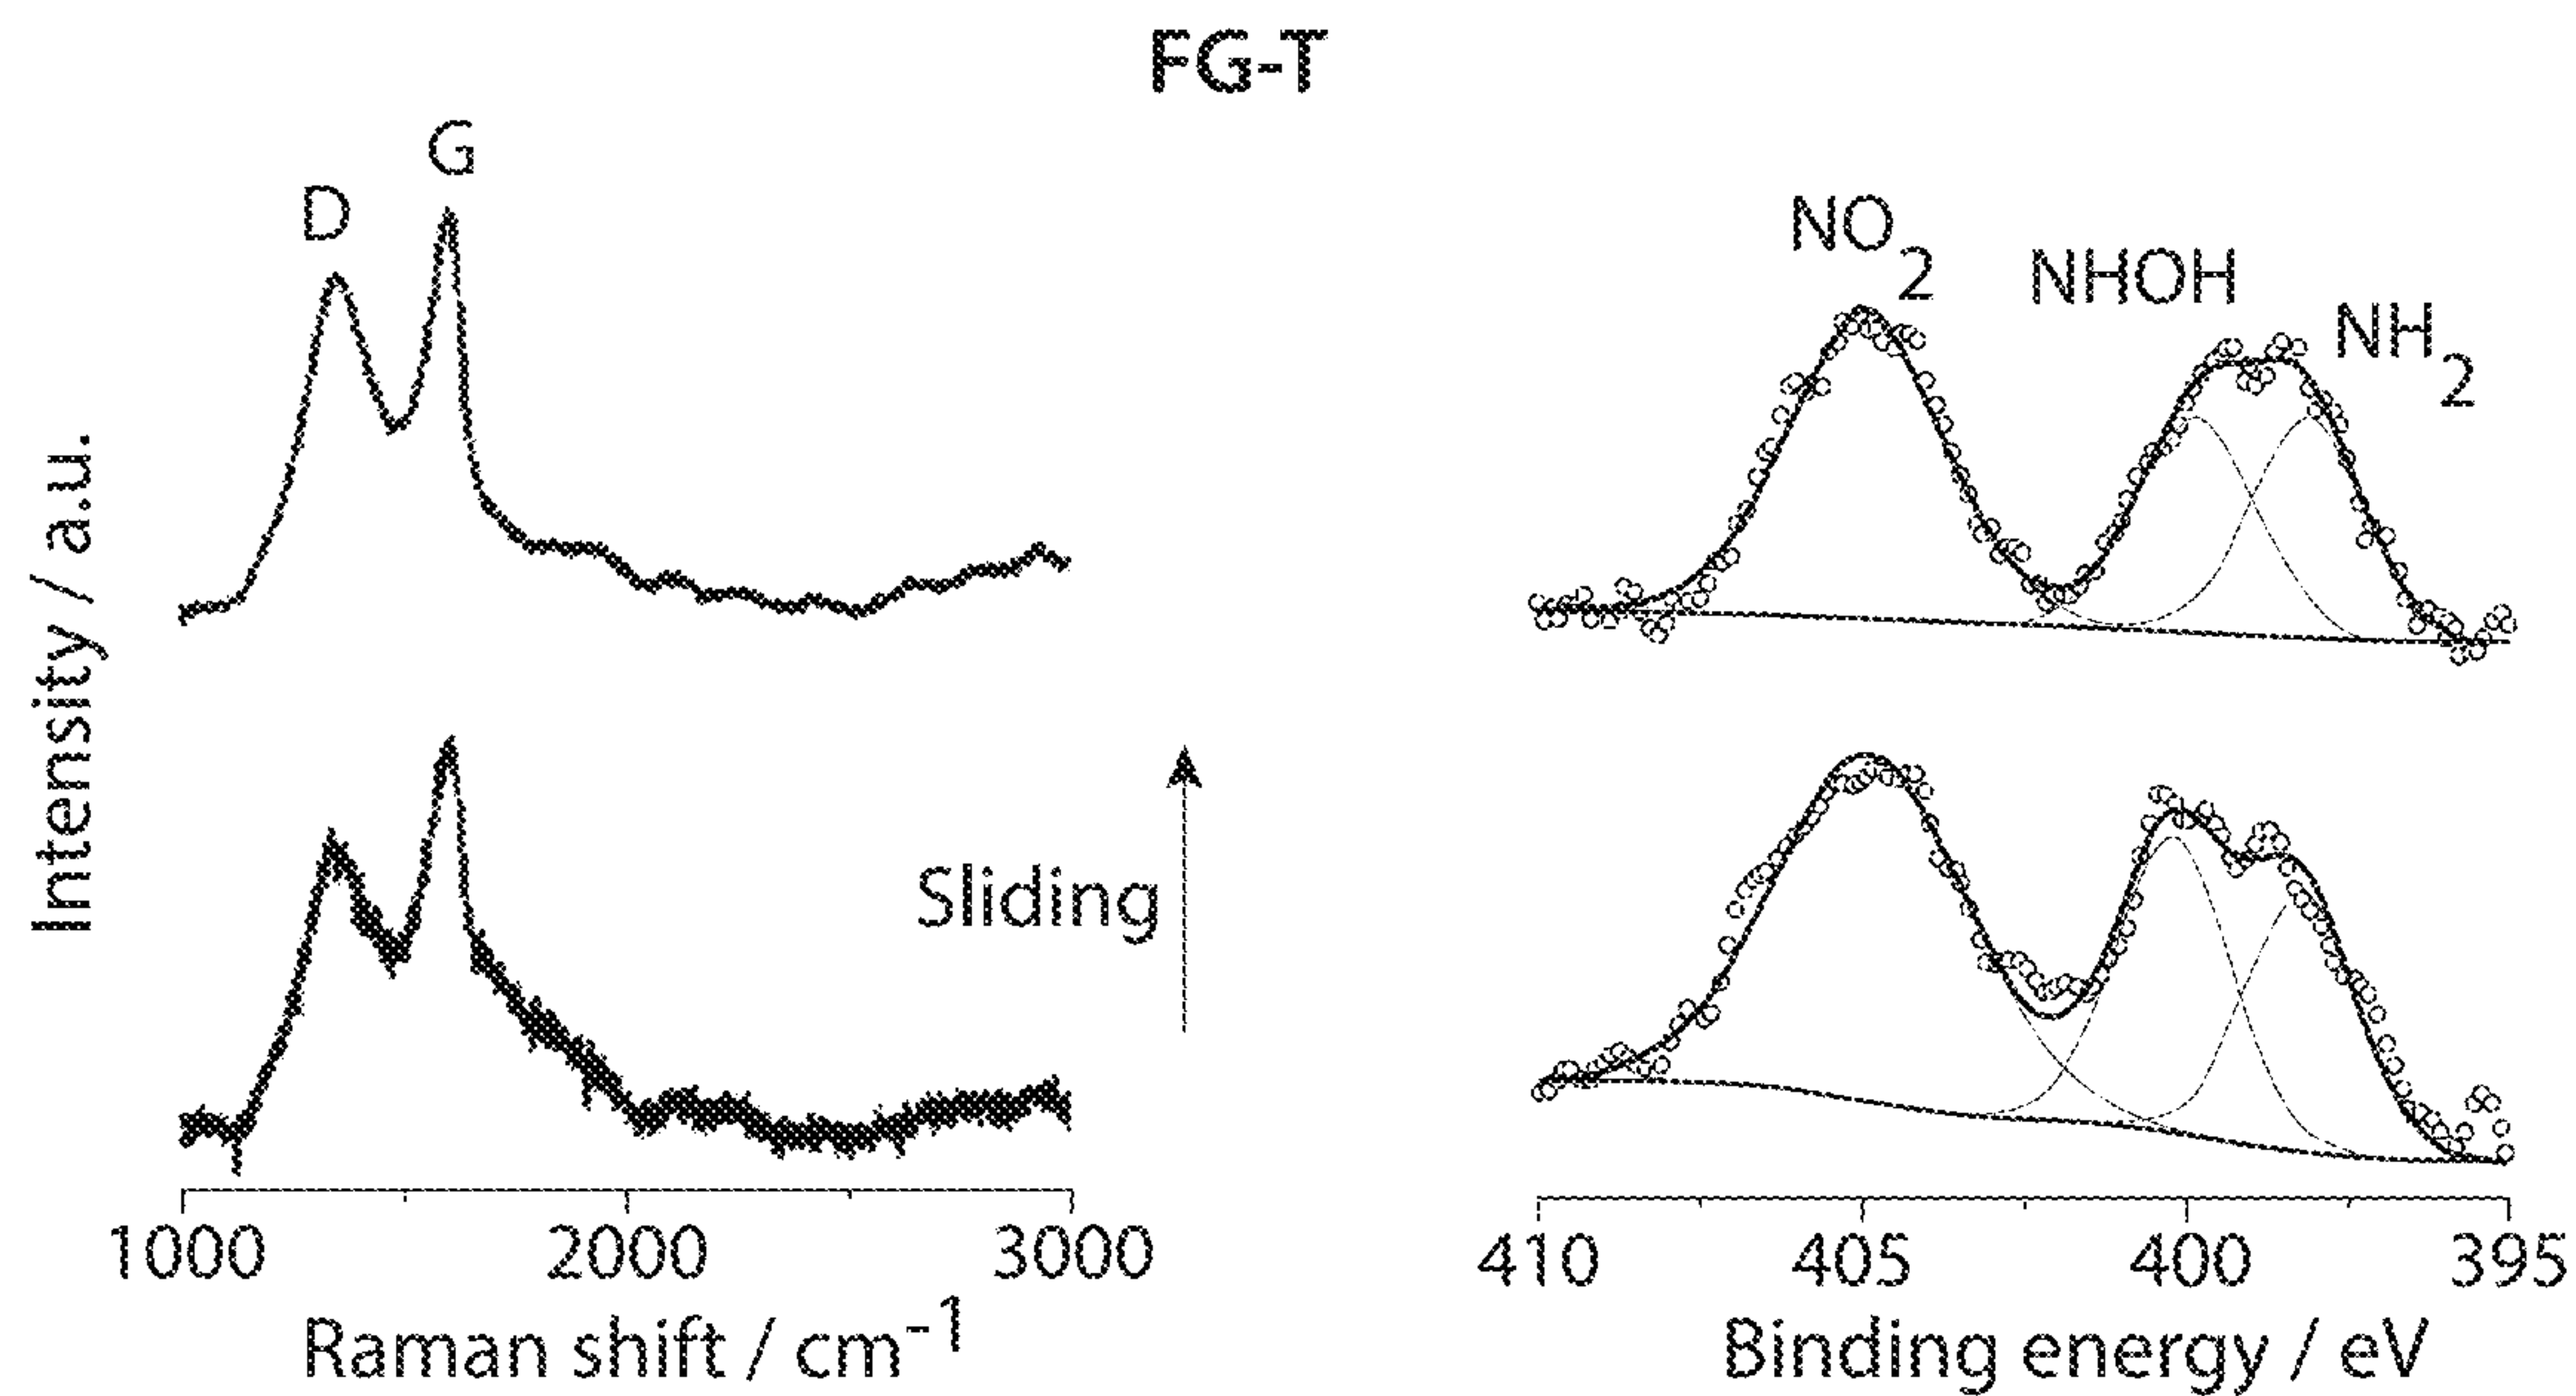 FG-T
D
G
NO2
NHOH
NH2
Intensity / a.u.
Sliding
1000 2000 3000
410 405 400 395
Raman shift / cm-1
Binding energy / eV